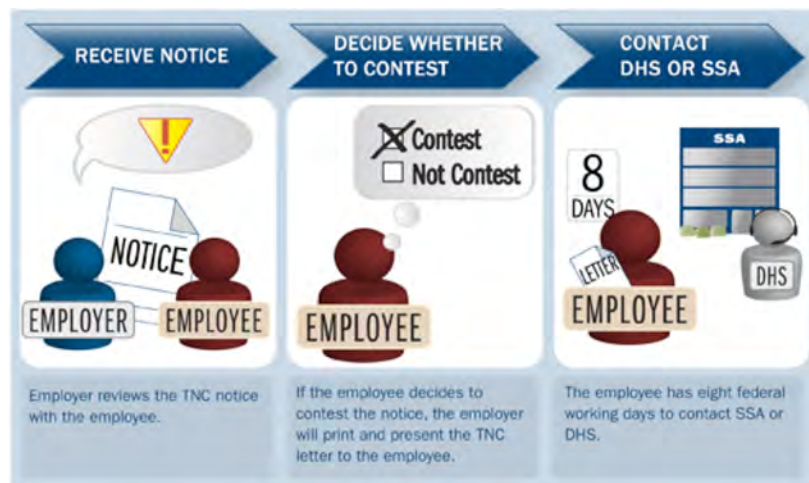 RECEIVE NOTICE
DECIDE WHETHER
TO CONTEST
CONTACT
DHS OR SSA
!
NOTICE
EMPLOYER
EMPLOYEE
Contest
Not Contest
EMPLOYEE
8
DAYS
SSA
LETTER
DHS
EMPLOYEE
Employer reviews the TNC notice
with the employee.
If the employee decides to
contest the notice, the employer
will print and present the TNC
letter to the employee.
The employee has eight federal
working days to contact SSA or
DHS.